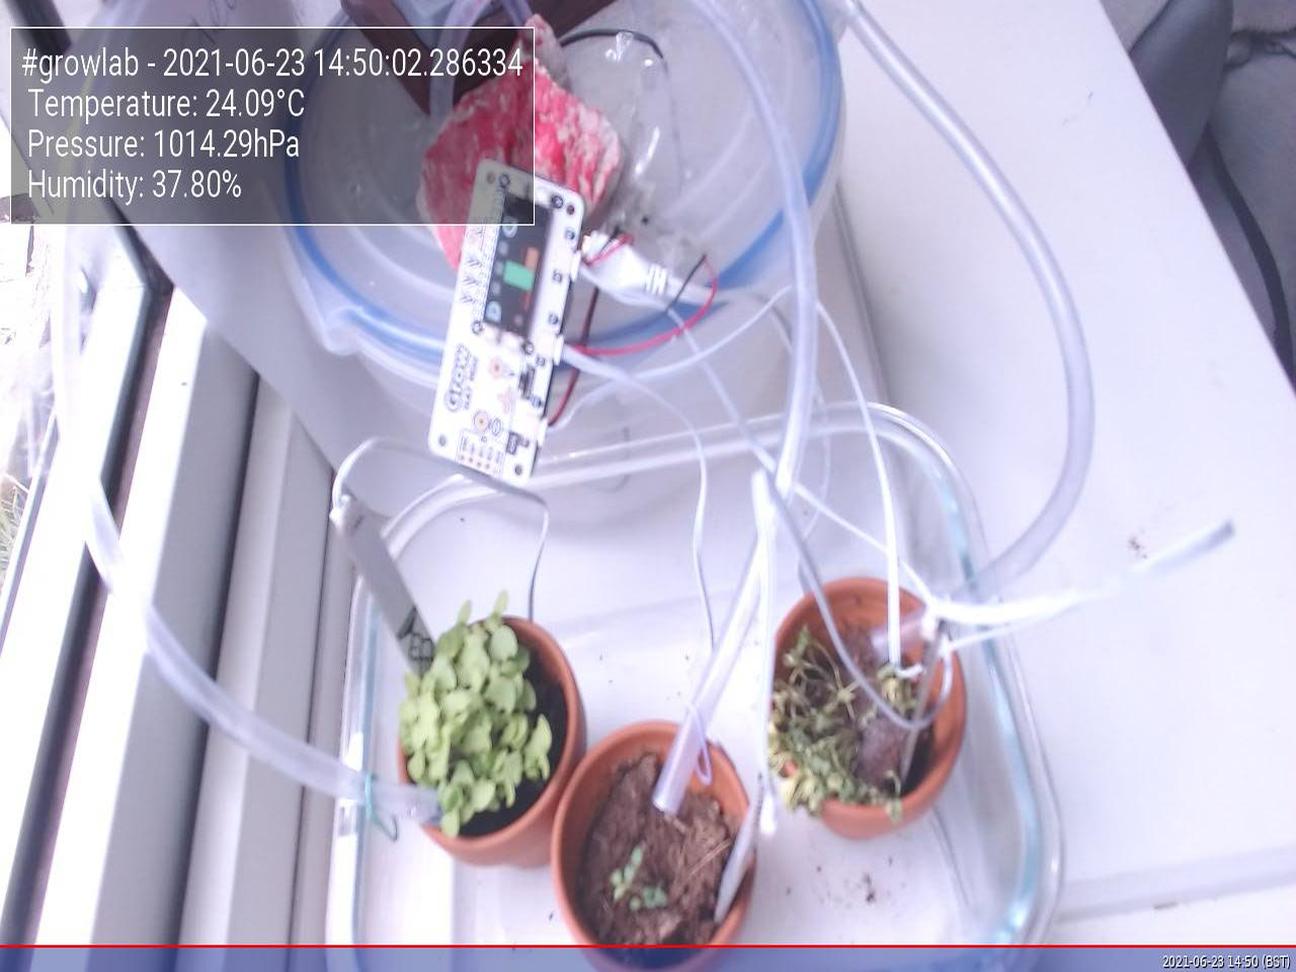 #growlab - 2021-06-23 14:50:02.286334
Temperature: 24.09°C
Pressure: 1014.29hPa
Humidity: 37.80%
Grow
2021-06-23 14:50 (BST)